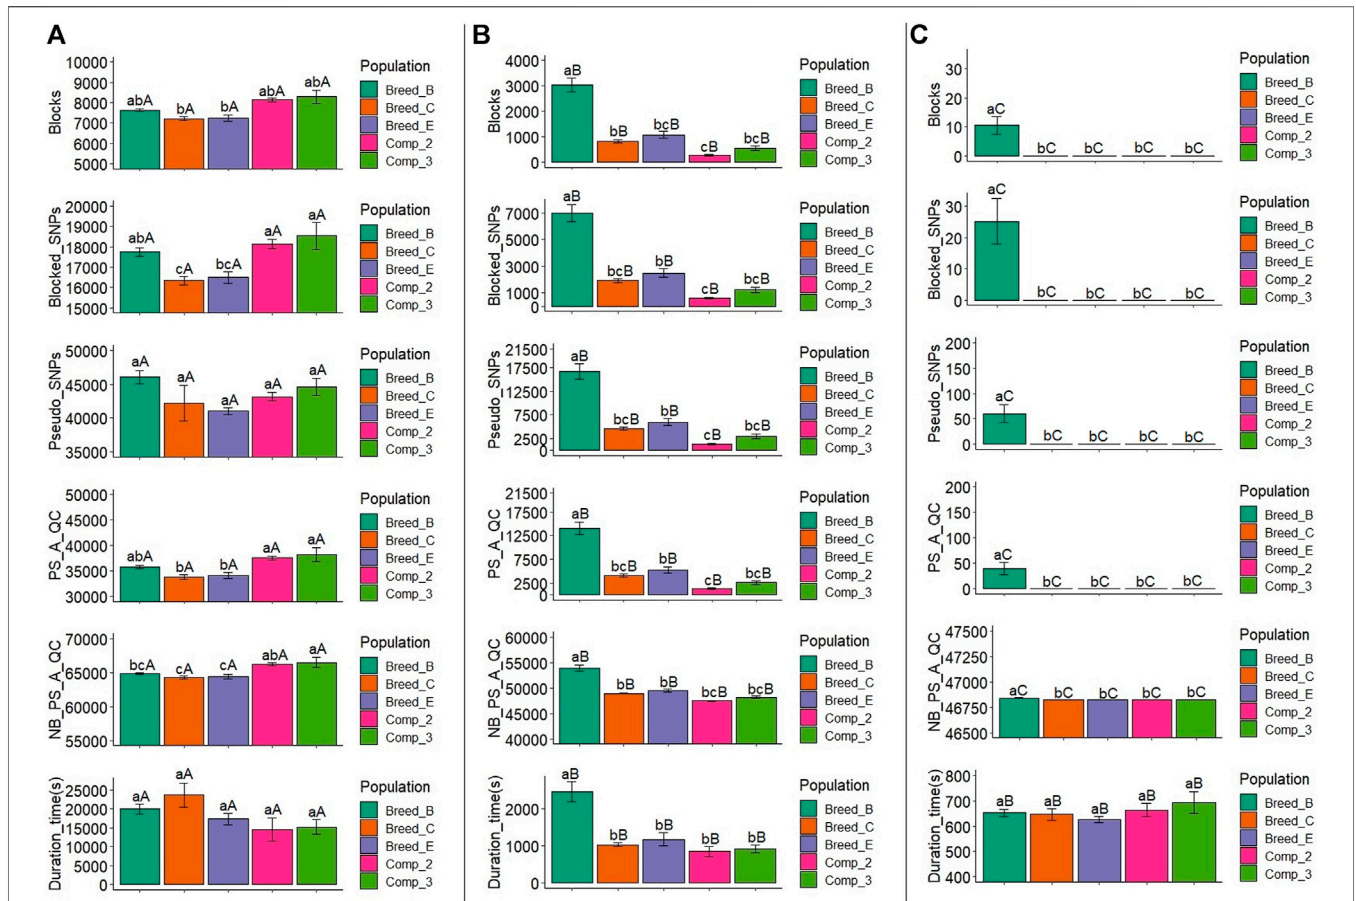 A
Blocks
10000
9000
8000
7000
6000
5000
abA
bA
bA
abA
abA
Population
Breed_B
Breed_C
Breed_E
Comp_2
Comp_3
Blocked_SNPs
20000
19000
18000
17000
16000
15000
abA
cA
bcA
aA
aA
Population
Breed_B
Breed_C
Breed_E
Comp_2
Comp_3
Pseudo_SNPs
50000
45000
40000
35000
aA
aA
aA
aA
aA
Population
Breed_B
Breed_C
Breed_E
Comp_2
Comp_3
PS_A_QC
50000
45000
40000
35000
30000
abA
bA
bA
aA
aA
Population
Breed_B
Breed_C
Breed_E
Comp_2
Comp_3
NB_PS_A_QC
70000
65000
60000
55000
bcA
cA
cA
abA
aA
Population
Breed_B
Breed_C
Breed_E
Comp_2
Comp_3
Duration_time(s)
25000
20000
15000
10000
5000
0
aA
aA
aA
aA
aA
Population
Breed_B
Breed_C
Breed_E
Comp_2
Comp_3
B
Blocks
4000
3000
2000
1000
0
aB
bB
bcB
cB
bcB
Population
Breed_B
Breed_C
Breed_E
Comp_2
Comp_3
Blocked_SNPs
7000
5000
3000
1000
aB
bcB
bB
cB
bcB
Population
Breed_B
Breed_C
Breed_E
Comp_2
Comp_3
Pseudo_SNPs
21500
17500
12500
7500
2500
0
aB
bcB
bB
cB
bcB
Population
Breed_B
Breed_C
Breed_E
Comp_2
Comp_3
PS_A_QC
21500
17500
12500
7500
2500
0
aB
bcB
bB
cB
bcB
Population
Breed_B
Breed_C
Breed_E
Comp_2
Comp_3
NB_PS_A_QC
60000
55000
50000
45000
40000
aB
bB
bB
bcB
bcB
Population
Breed_B
Breed_C
Breed_E
Comp_2
Comp_3
Duration_time(s)
2000
1000
0
aB
bB
bB
bB
bB
Population
Breed_B
Breed_C
Breed_E
Comp_2
Comp_3
C
Blocks
30
20
10
0
aC
bC
bC
bC
bC
Population
Breed_B
Breed_C
Breed_E
Comp_2
Comp_3
Blocked_SNPs
30
20
10
0
aC
bC
bC
bC
bC
Population
Breed_B
Breed_C
Breed_E
Comp_2
Comp_3
Pseudo_SNPs
200
150
100
50
0
aC
bC
bC
bC
bC
Population
Breed_B
Breed_C
Breed_E
Comp_2
Comp_3
PS_A_QC
200
150
100
50
0
aC
bC
bC
bC
bC
Population
Breed_B
Breed_C
Breed_E
Comp_2
Comp_3
NB_PS_A_QC
47500
47250
47000
46750
46500
aC
bC
bC
bC
bC
Population
Breed_B
Breed_C
Breed_E
Comp_2
Comp_3
Duration_time(s)
800
700
600
500
400
aB
aB
aB
aB
aB
Population
Breed_B
Breed_C
Breed_E
Comp_2
Comp_3